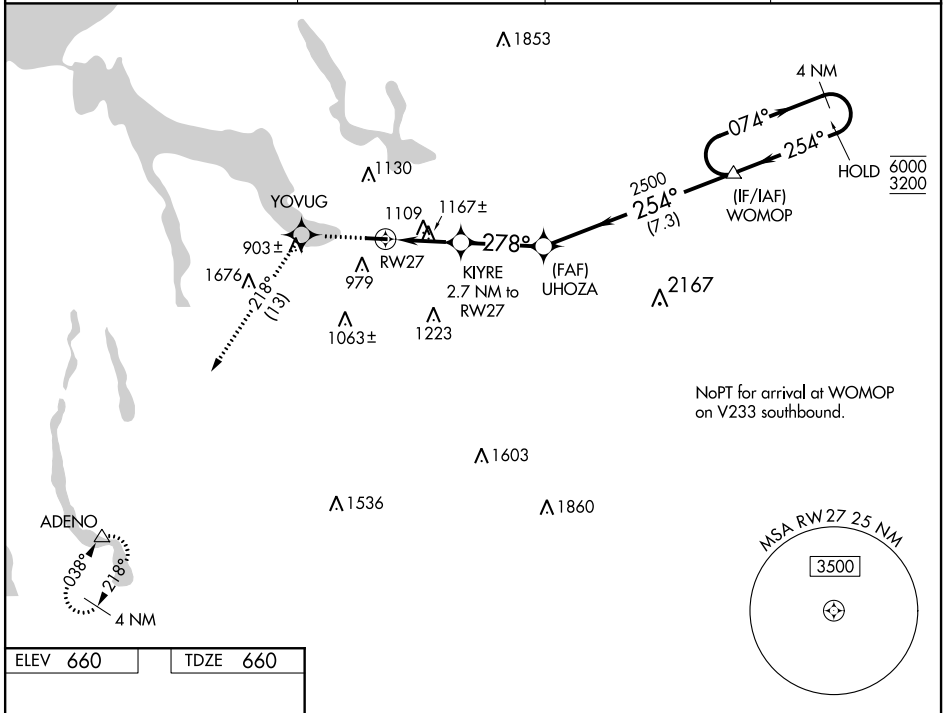 1853
4 NM
074°
254°
HOLD
6000
3200
1130
2500
254°
(7.3)
(IF/IAF)
WOMOP
YOVUG
1109
1167±
278°
903±
RW27
979
KIYRE
2.7 NM to
RW27
(FAF)
UHOZA
1676
218°
(13)
2167
1063±
1223
NoPT for arrival at WOMOP
on V233 southbound.
1603
1536
1860
ADENO
038°
218°
4 NM
MSA RW27 25 NM
3500
ELEV 660
TDZE 660